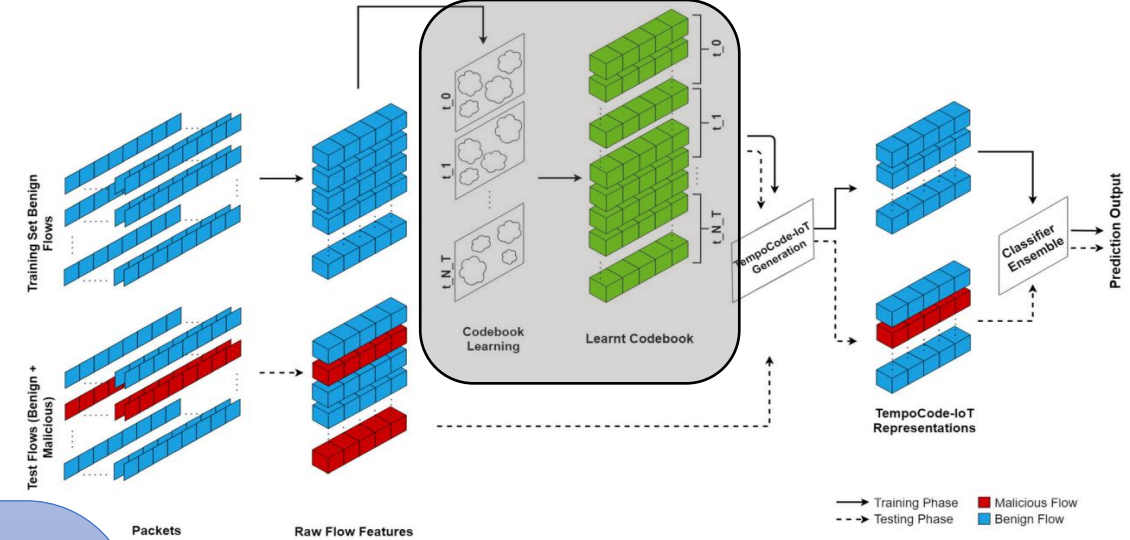 Training Set Benign
Flows
Test Flows (Benign +
Malicious)
Packets
Raw Flow Features
t_0
t_1
t_N_T
Codebook
Learning
t_0
t_1
t_N_T
Learnt Codebook
TempoCode-IoT
Generation
TempoCode-IoT
Representations
Classifier
Ensemble
Prediction Output
Training Phase
Testing Phase
Malicious Flow
Benign Flow